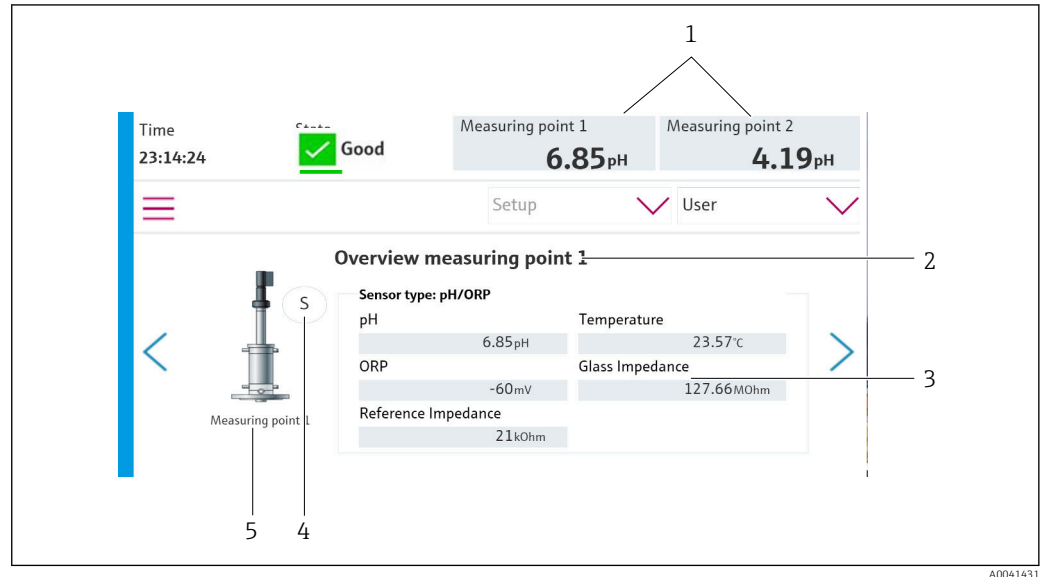 1
Time
State
Measuring point 1
Measuring point 2
23:14:24
Good
6.85pH
4.19pH
Setup
User
Overview measuring point 1
2
Sensor type: pH/ORP
S
pH
Temperature
6.85pH
23.57°C
ORP
Glass Impedance
3
-60mV
127.66MOhm
Reference Impedance
Measuring point 1
21kOhm
5
4
A0041431